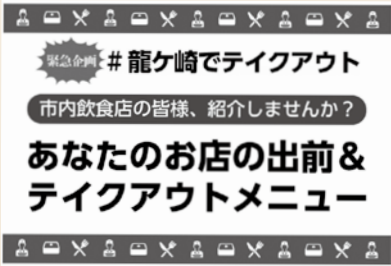 緊急企画 #龍ケ崎でテイクアウト
市内飲食店の皆様、紹介しませんか？
あなたのお店の出前＆
テイクアウトメニュー